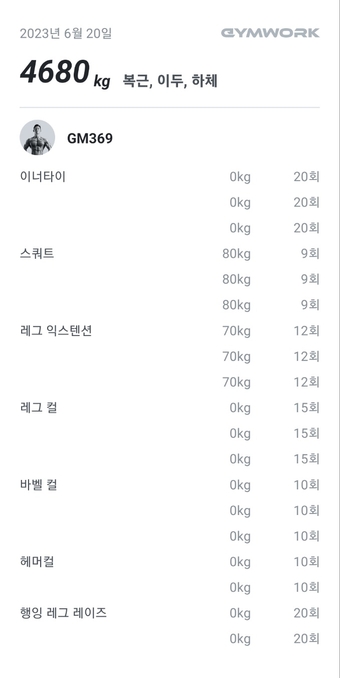 2023년 6월 20일 GYMWORK
4680 kg 복근, 이두, 하체
GM369
이너타이 0kg 20회
0kg 20회
0kg 20회
스쿼트 80kg 9회
80kg 9회
80kg 9회
레그 익스텐션 70kg 12회
70kg 12회
70kg 12회
레그 컬 0kg 15회
0kg 15회
0kg 15회
바벨 컬 0kg 10회
0kg 10회
0kg 10회
헤머컬 0kg 10회
0kg 10회
행잉 레그 레이즈 0kg 20회
0kg 20회